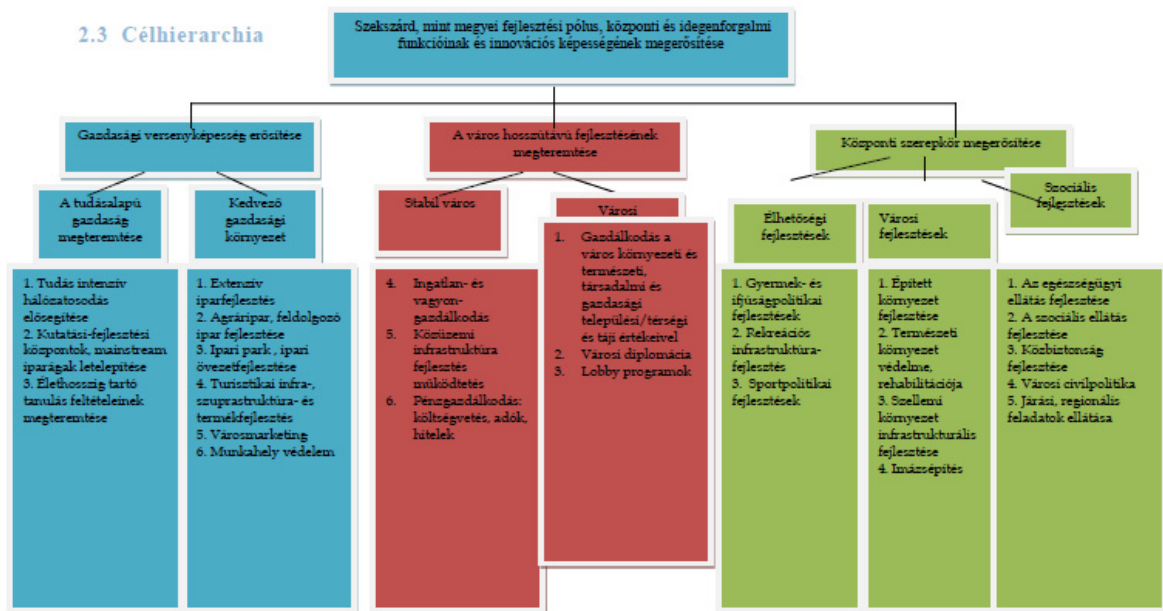 2.3 Célhierarchia
Szekszárd, mint megyei fejlesztési pólus, központi és idegenforgalmi
funkcióinak és innovációs képességének megerősítése
Gazdasági versenyképesség erősítése
A város hosszútávú fejlesztésének
megteremtése
Központi szerepkör megerősítése
A tudásalapú
gazdaság
megteremtése
Kedvező
gazdasági
környezet
Stabil város
Városi
Élhetőségi
fejlesztések
Városi
fejlesztések
Szociális
fejlesztések
1. Tudás intenzív
hálózatosodás
elősegítése
2. Kutatási-fejlesztési
központok, mainstream
iparágak letelepítése
3. Élethosszig tartó
tanulás feltételeinek
megteremtése
1. Extenzív
iparfejlesztés
2. Agráripar, feldolgozó
ipar fejlesztése
3. Ipari park , ipari
övezetfejlesztése
4. Turisztikai infra-,
szuprastruktúra- és
termékfejlesztés
5. Városmarketing
6. Munkahely védelem
4. Ingatlan- és
vagyon-
gazdálkodás
5. Közüzemi
infrastruktúra
fejlesztés
működtetés
6. Pénzgazdálkodás:
költségvetés, adók,
hitelek
1. Gazdálkodás a
város környezeti és
természeti,
társadalmi és
gazdasági
települési/térségi
és táji értékeivel
2. Városi diplomácia
3. Lobby programok
1. Gyermek- és
ifjúságpolitikai
fejlesztések
2. Rekreációs
infrastruktúra-
fejlesztés
3. Sportpolitikai
fejlesztések
1. Épített
környezet
fejlesztése
2. Természeti
környezet
védelme,
rehabilitációja
3. Szellemi
környezet
infrastrukturális
fejlesztése
4. Imázsépítés
1. Az egészségügyi
ellátás fejlesztése
2. A szociális ellátás
fejlesztése
3. Közbiztonság
fejlesztése
4. Városi civilpolitika
5. Járási, regionális
feladatok ellátása